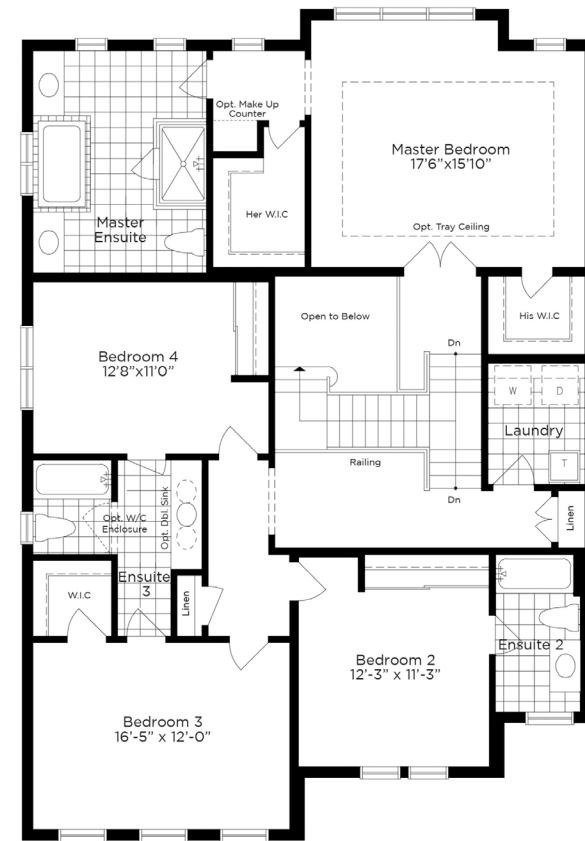 Opt. Make Up
Counter
Master Bedroom
17'6"x15'10"
Her W.I.C
Master
Ensuite
Opt. Tray Ceiling
Open to Below
His W.I.C
Dn
Bedroom 4
12'8"x11'0"
W
D
Laundry
Railing
T
Dn
Linen
Opt. W/C
Enclosure
Opt. Dbl. Sink
Ensuite
3
W.I.C
Linen
Ensuite 2
Bedroom 2
12'-3" x 11'-3"
Bedroom 3
16'-5" x 12'-0"